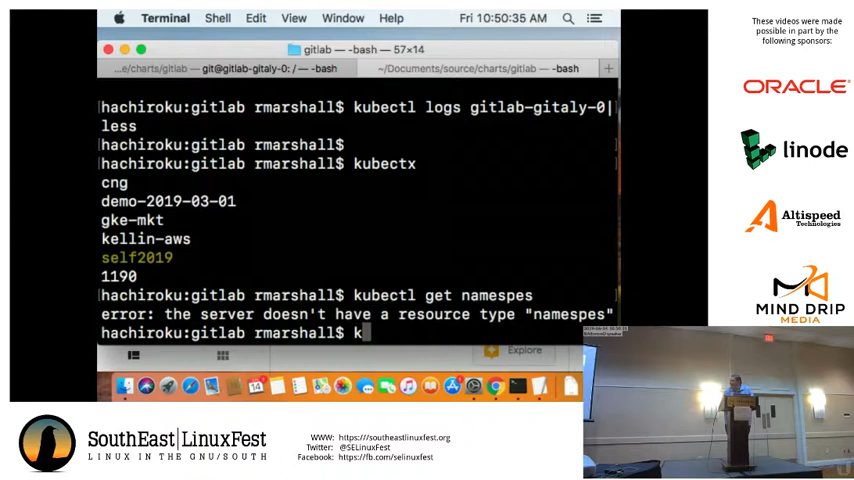 Terminal Shell Edit View Window Help Fri 10:50:35 AM
gitlab — -bash — 57×14
...e/charts/gitlab — git@gitlab-gitaly-0: / — -bash
~/Documents/source/charts/gitlab — -bash
hachiroku:gitlab rmarshall$ kubectl logs gitlab-gitaly-0|
less
hachiroku:gitlab rmarshall$
hachiroku:gitlab rmarshall$ kubectx
cng
demo-2019-03-01
gke-mkt
kellin-aws
self2019
1190
hachiroku:gitlab rmarshall$ kubectl get namespes
error: the server doesn't have a resource type "namespes"
hachiroku:gitlab rmarshall$ k
Explore
14
These videos were made
possible in part by the
following sponsors:
ORACLE
linode
Altispeed
Technologies
MIND DRIP
MEDIA
SouthEast|LinuxFest
LINUX IN THE GNU/SOUTH
WWW: https:///southeastlinuxfest.org
Twitter: @SELinuxFest
Facebook: https://fb.com/selinuxfest